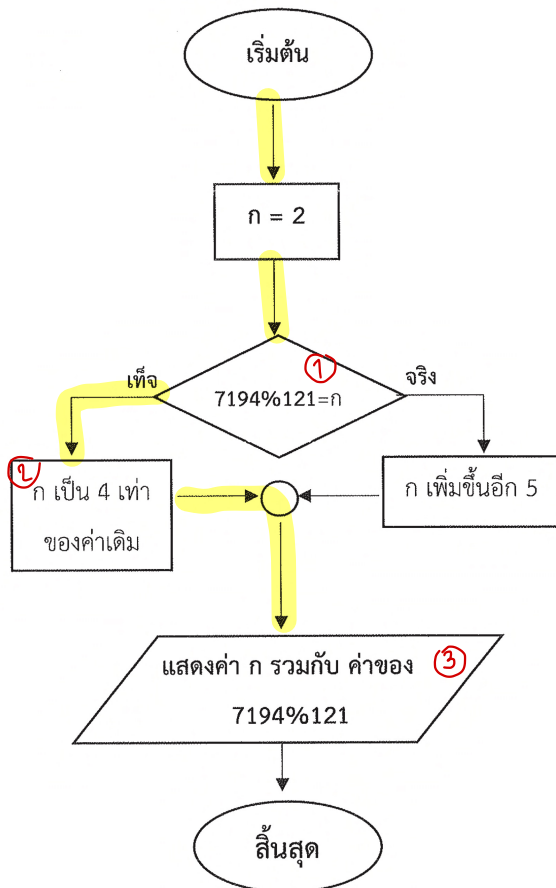 เริ่มต้น
ก = 2
1
7194%121=ก
เท็จ
จริง
2
ก เป็น 4 เท่า
ของค่าเดิม
ก เพิ่มขึ้นอีก 5
แสดงค่า ก รวมกับ ค่าของ
7194%121
3
สิ้นสุด